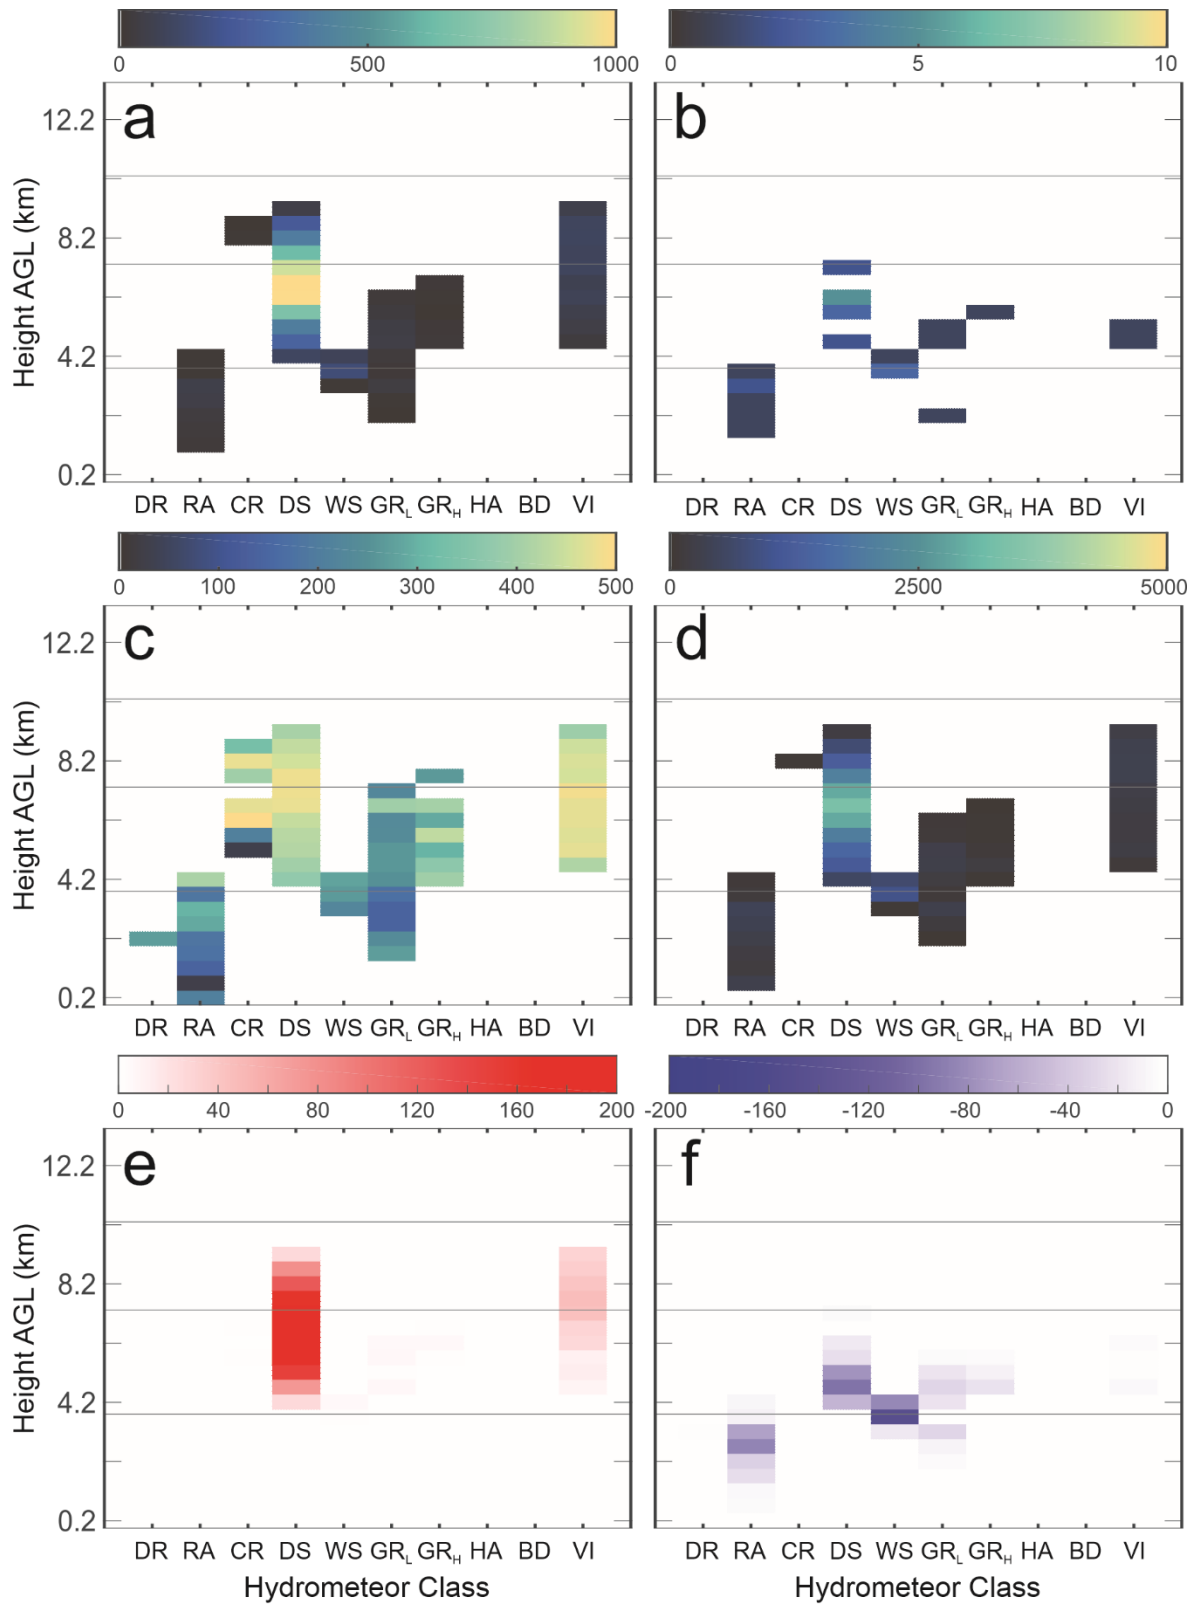 0 500 1000
0 5 10
a
b
12.2
8.2
4.2
0.2
Height AGL (km)
DR RA CR DS WS GRL GRH HA BD VI
DR RA CR DS WS GRL GRH HA BD VI
0 100 200 300 400 500
0 2500 5000
c
d
12.2
8.2
4.2
0.2
Height AGL (km)
DR RA CR DS WS GRL GRH HA BD VI
DR RA CR DS WS GRL GRH HA BD VI
0 40 80 120 160 200
-200 -160 -120 -80 -40 0
e
f
12.2
8.2
4.2
0.2
Height AGL (km)
DR RA CR DS WS GRL GRH HA BD VI
DR RA CR DS WS GRL GRH HA BD VI
Hydrometeor Class
Hydrometeor Class